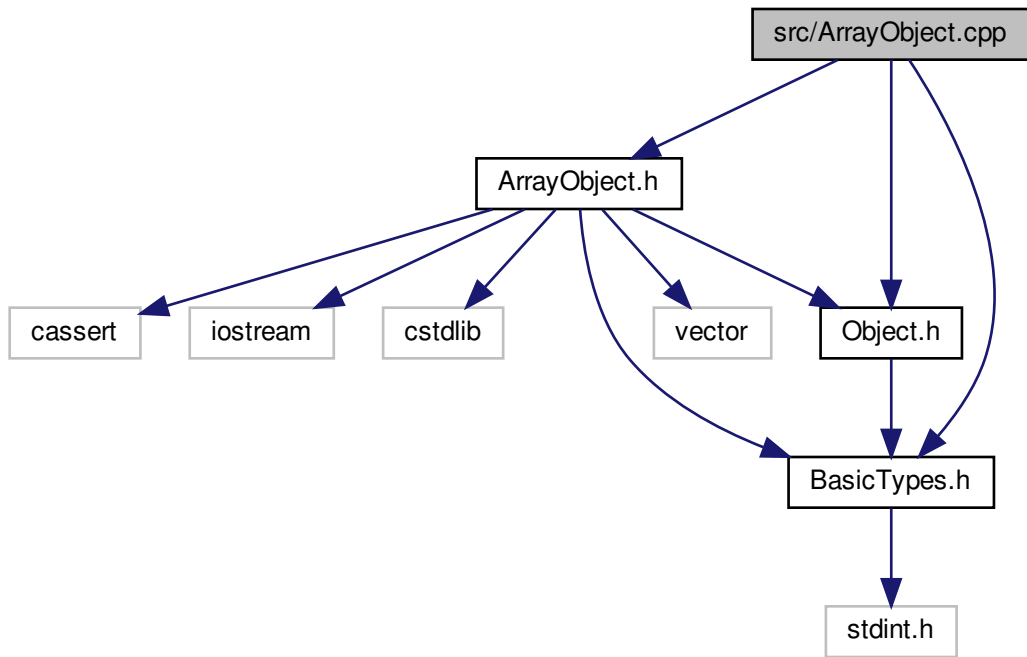 src/ArrayObject.cpp
ArrayObject.h
cassert
iostream
cstdlib
vector
Object.h
BasicTypes.h
stdint.h